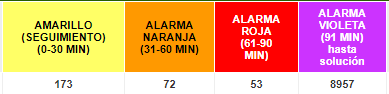 AMARILLO
(SEGUIMIENTO)
(0-30 MIN)
ALARMA
NARANJA
(31-60 MIN)
ALARMA
ROJA
(61-90
MIN)
ALARMA
VIOLETA
(91 MIN)
hasta
solución
173
72
53
8957